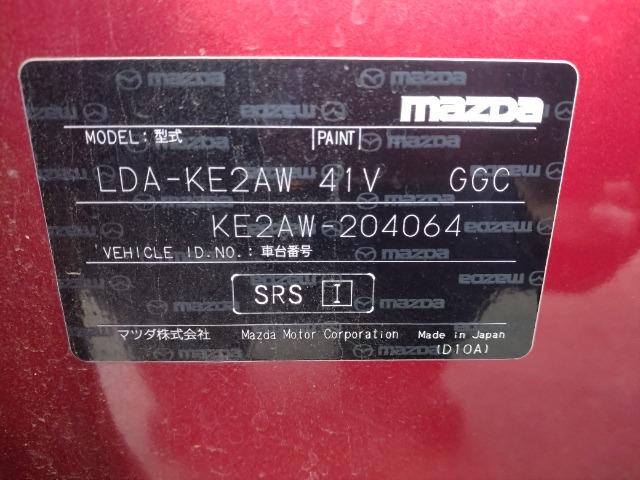 mazda
MODEL:型式 PAINT
LDA-KE2AW 41V GGC
KE2AW-204064
VEHICLE ID.NO.:車台番号
SRS I
マツダ株式会社 Mazda Motor Corporation Made in Japan
(D10A)